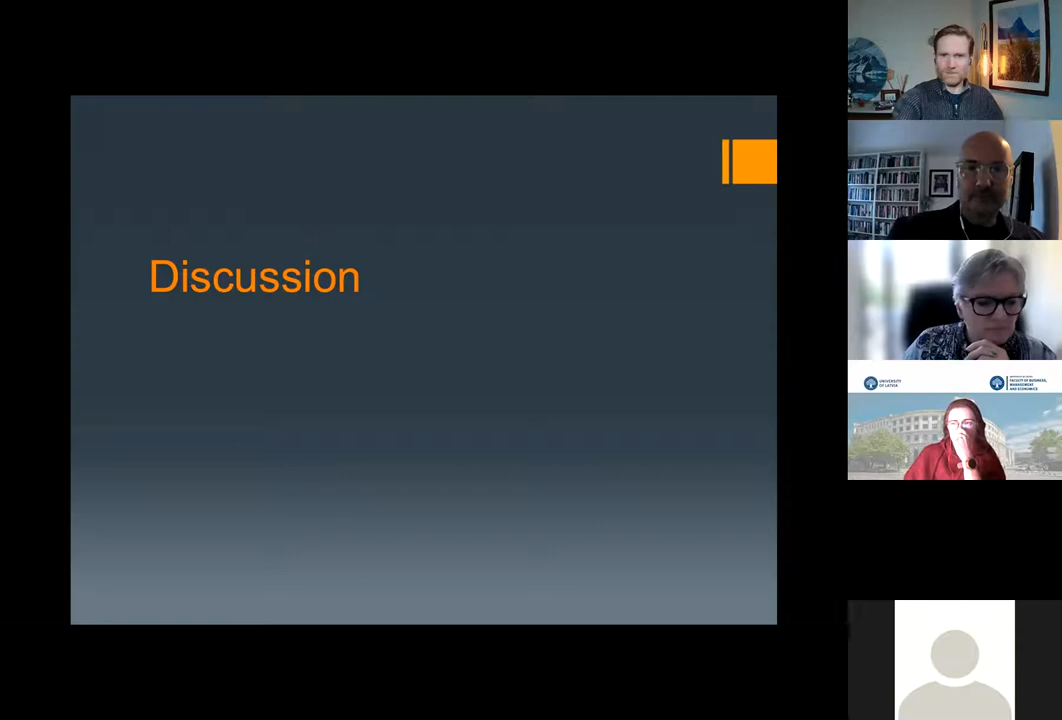 Discussion
UNIVERSITY
OF LATVIA
FACULTY OF BUSINESS,
MANAGEMENT
AND ECONOMICS